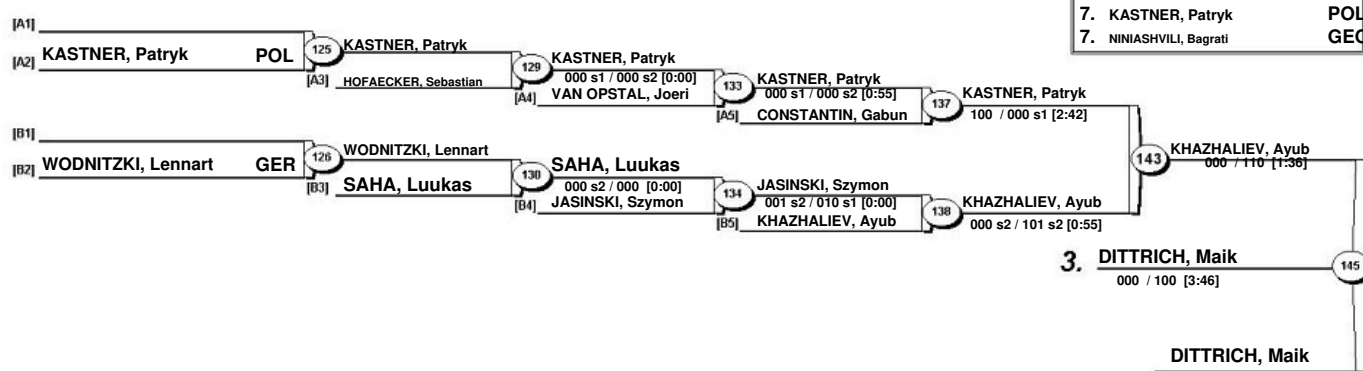 7. KASTNER, Patryk POL
7. NINIASHVILI, Bagrati GEO
[A1]
[A2] KASTNER, Patryk POL
125
KASTNER, Patryk
[A3] HOFAECKER, Sebastian
129
KASTNER, Patryk
000 s1 / 000 s2 [0:00]
[A4] VAN OPSTAL, Joeri
133
KASTNER, Patryk
000 s1 / 000 s2 [0:55]
[A5] CONSTANTIN, Gabun
137
KASTNER, Patryk
100 / 000 s1 [2:42]
[B1]
[B2] WODNITZKI, Lennart GER
126
WODNITZKI, Lennart
[B3] SAHA, Luukas
130
SAHA, Luukas
000 s2 / 000 [0:00]
[B4] JASINSKI, Szymon
134
JASINSKI, Szymon
001 s2 / 010 s1 [0:00]
[B5] KHAZHALIEV, Ayub
138
KHAZHALIEV, Ayub
000 s2 / 101 s2 [0:55]
143
KHAZHALIEV, Ayub
000 / 110 [1:36]
3. DITTRICH, Maik
000 / 100 [3:46]
145
DITTRICH, Maik